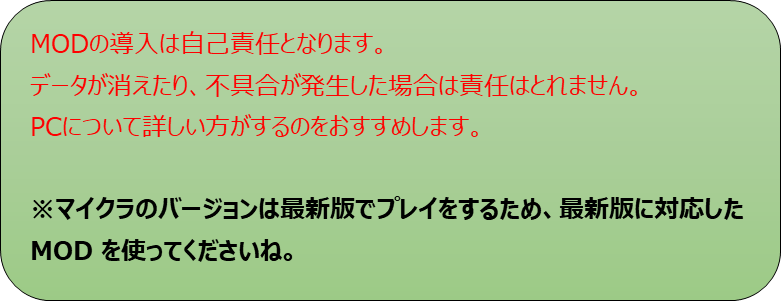 MODの導入は自己責任となります。
データが消えたり、不具合が発生した場合は責任はとれません。
PCについて詳しい方がするのをおすすめします。
※マイクラのバージョンは最新版でプレイをするため、最新版に対応した
MOD を使ってくださいね。